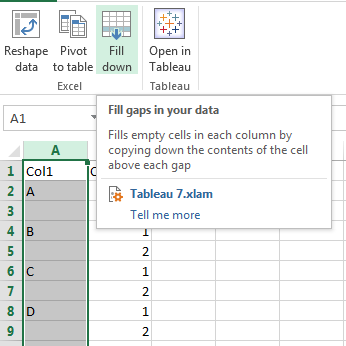 Reshape data
Pivot to table
Fill down
Open in Tableau
Excel
Tableau
A1
Fill gaps in your data
Fills empty cells in each column by
copying down the contents of the cell
above each gap
Tableau 7.xlam
Tell me more
A
1 Col1 C
2 A
3
4 B 1
5 2
6 C 1
7 2
8 D 1
9 2